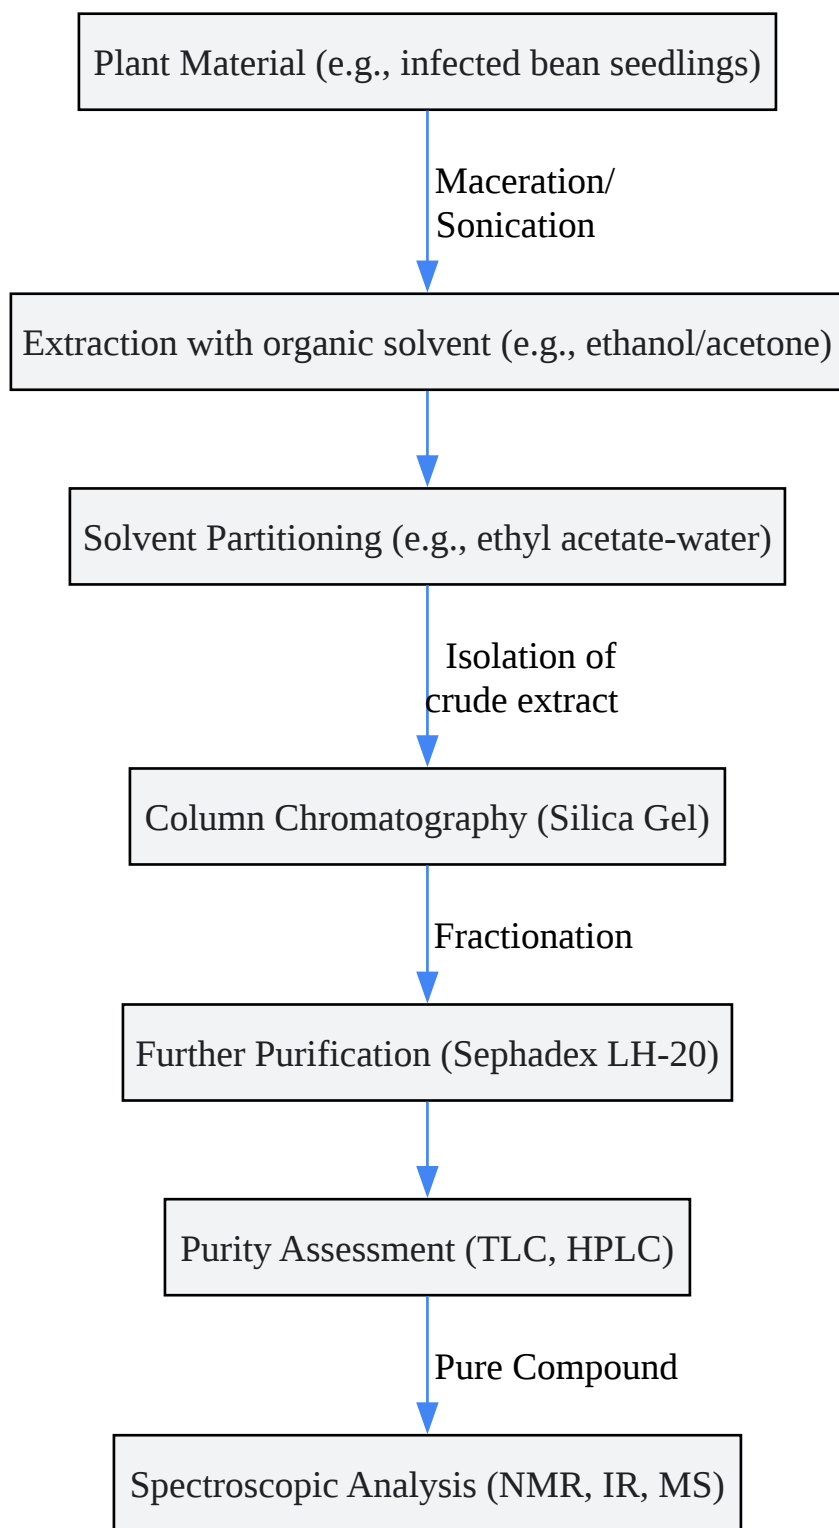 Plant Material (e.g., infected bean seedlings)
Maceration/
Sonication
Extraction with organic solvent (e.g., ethanol/acetone)
Solvent Partitioning (e.g., ethyl acetate-water)
Isolation of
crude extract
Column Chromatography (Silica Gel)
Fractionation
Further Purification (Sephadex LH-20)
Purity Assessment (TLC, HPLC)
Pure Compound
Spectroscopic Analysis (NMR, IR, MS)